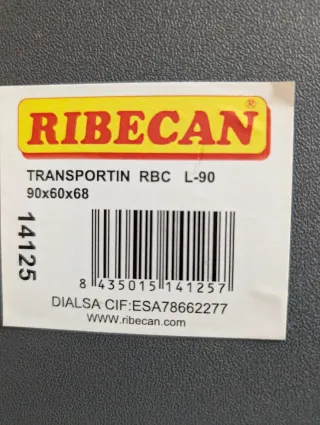 RIBECAN®
TRANSPORTIN RBC L-90
90x60x68
14125
8 435015 141257
DIALSA CIF:ESA78662277
www.ribecan.com